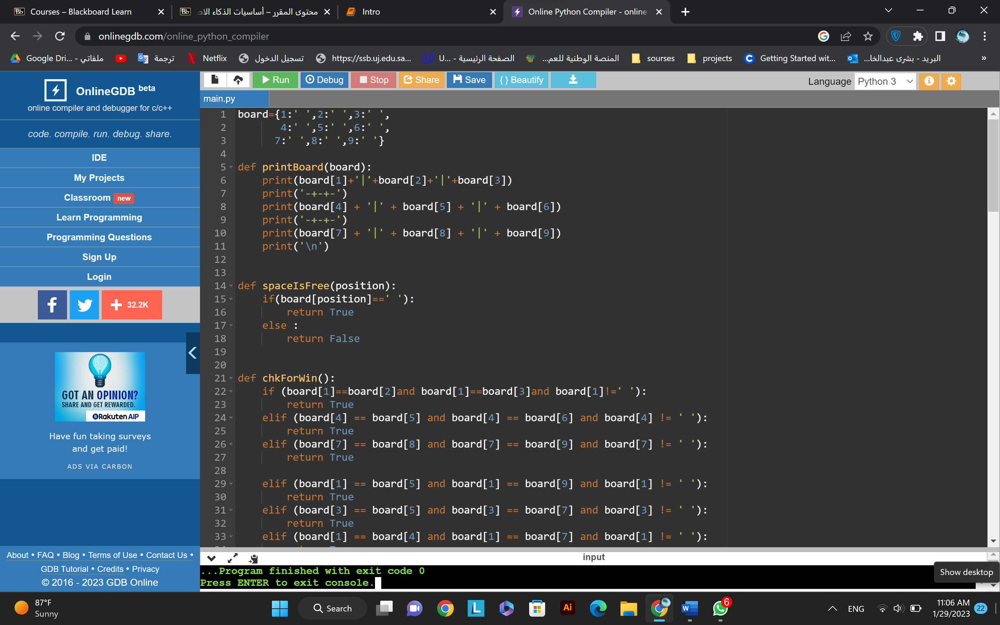 Courses – Blackboard Learn
محتوى المقرر – أساسيات الذكاء الاص
Intro
Online Python Compiler - online
onlinegdb.com/online_python_compiler
Google Dri... - ملفاتي
ترجمة
Netflix
تسجيل الدخول
https://ssb.uj.edu.sa...
الصفحة الرئيسية - ...U
المنصة الوطنية للعم...
sourses
projects
Getting Started wit...
البريد - بشرى عبدالخا...
»
OnlineGDB beta
online compiler and debugger for c/c++
code. compile. run. debug. share.
IDE
My Projects
Classroom new
Learn Programming
Programming Questions
Sign Up
Login
f
32.2K
idea
GOT AN OPINION?
SHARE AND GET REWARDED.
Rakuten AIP
Have fun taking surveys
and get paid!
ADS VIA CARBON
About • FAQ • Blog • Terms of Use • Contact Us •
GDB Tutorial • Credits • Privacy
© 2016 - 2023 GDB Online
Run
Debug
Stop
Share
Save
{ } Beautify
Language Python 3
main.py
1 board={1:' ',2:' ',3:' ',
2        4:' ',5:' ',6:' ',
3       7:' ',8:' ',9:' '}
4
5 def printBoard(board):
6     print(board[1]+'|'+board[2]+'|'+board[3])
7     print('-+-+-')
8     print(board[4] + '|' + board[5] + '|' + board[6])
9     print('-+-+-')
10     print(board[7] + '|' + board[8] + '|' + board[9])
11     print('\n')
12
13
14 def spaceIsFree(position):
15     if(board[position]==' '):
16         return True
17     else :
18         return False
19
20
21 def chkForWin():
22     if (board[1]==board[2]and board[1]==board[3]and board[1]!=' '):
23         return True
24     elif (board[4] == board[5] and board[4] == board[6] and board[4] != ' '):
25         return True
26     elif (board[7] == board[8] and board[7] == board[9] and board[7] != ' '):
27         return True
28
29     elif (board[1] == board[5] and board[1] == board[9] and board[1] != ' '):
30         return True
31     elif (board[3] == board[5] and board[3] == board[7] and board[3] != ' '):
32         return True
33     elif (board[1] == board[4] and board[1] == board[7] and board[1] != ' '):
input
...Program finished with exit code 0
Press ENTER to exit console.
Show desktop
87°F
Sunny
Search
L
Ai
W
6
ENG
11:06 AM
1/29/2023
22